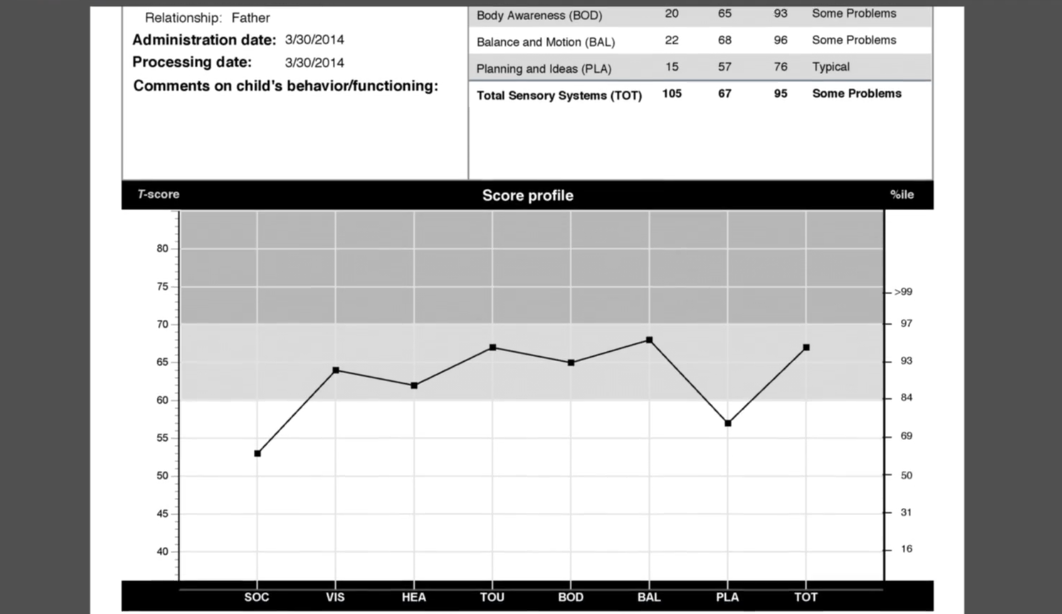 Relationship: Father
Administration date: 3/30/2014
Processing date: 3/30/2014
Comments on child's behavior/functioning:
Body Awareness (BOD) 20 65 93 Some Problems
Balance and Motion (BAL) 22 68 96 Some Problems
Planning and Ideas (PLA) 15 57 76 Typical
Total Sensory Systems (TOT) 105 67 95 Some Problems
T-score Score profile %ile
80
75
>99
70 97
65 93
60 84
55 69
50 50
45 31
40 16
SOC VIS HEA TOU BOD BAL PLA TOT